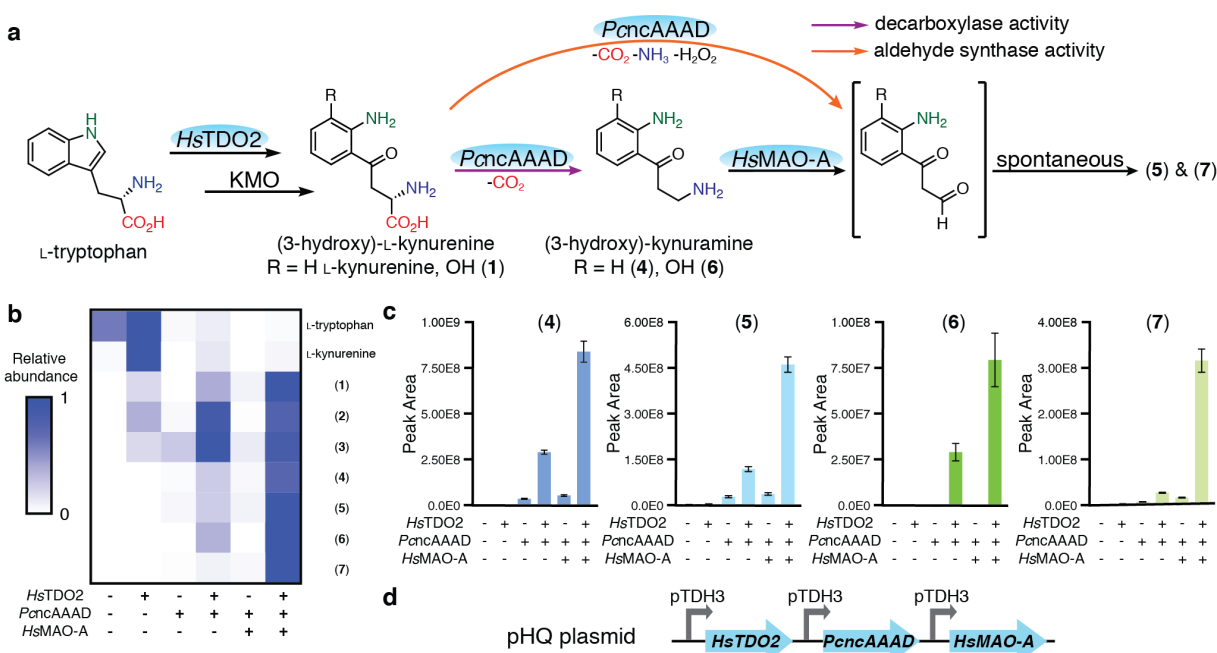 a
PcncAAAD
-CO2 -NH3 -H2O2
decarboxylase activity
aldehyde synthase activity
HsTDO2
KMO
PcncAAAD
-CO2
HsMAO-A
spontaneous
(5) & (7)
H
N
NH2
CO2H
R
NH2
O
NH2
CO2H
R
NH2
O
NH2
R
NH2
O
O
H
L-tryptophan
(3-hydroxy)-L-kynurenine
R = H L-kynurenine, OH (1)
(3-hydroxy)-kynuramine
R = H (4), OH (6)
b
Relative
abundance
1
0
L-tryptophan
L-kynurenine
(1)
(2)
(3)
(4)
(5)
(6)
(7)
HsTDO2 - + - + - +
PcncAAAD - - + + + +
HsMAO-A - - - - + +
c
(4)
Peak Area
1.00E9
7.50E8
5.00E8
2.50E8
0.0E0
HsTDO2 - + - + - +
PcncAAAD - - + + + +
HsMAO-A + +
(5)
Peak Area
6.00E8
4.50E8
3.00E8
1.50E8
0.0E0
HsTDO2 - + - + - +
PcncAAAD - - + + + +
HsMAO-A - - - - + +
(6)
Peak Area
1.00E8
7.50E7
5.00E7
2.50E7
0.0E0
HsTDO2 - + - + - +
PcncAAAD - - + + + +
HsMAO-A - - - - + +
(7)
Peak Area
4.00E8
3.00E8
2.00E8
1.00E8
0.0E0
HsTDO2 - + - + - +
PcncAAAD - - + + + +
HsMAO-A - - - - + +
d
pHQ plasmid
pTDH3
pTDH3
pTDH3
HsTDO2
PcncAAAD
HsMAO-A